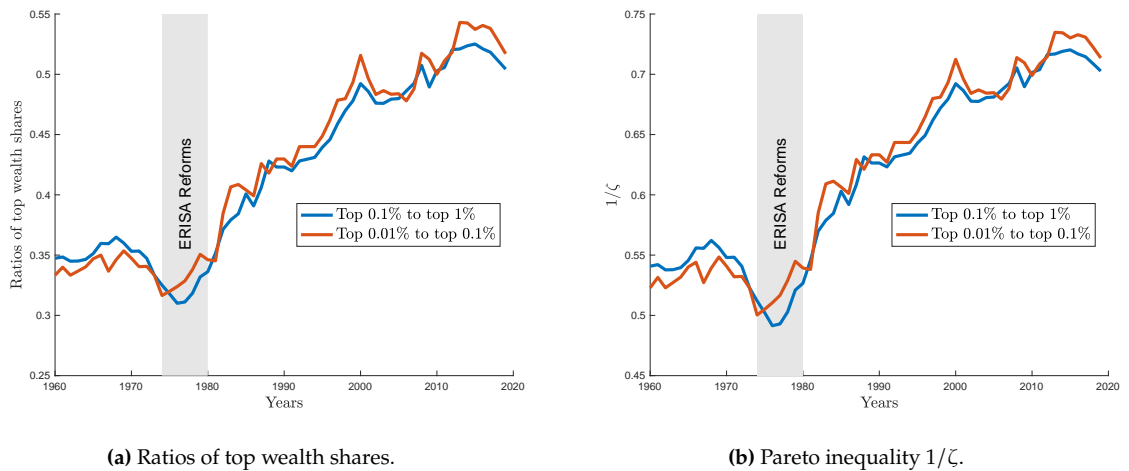 0.55
0.5
0.45
0.4
0.35
0.3
0.25
1960
1970
1980
1990
2000
2010
2020
Ratios of top wealth shares
Years
ERISA Reforms
Top 0.1% to top 1%
Top 0.01% to top 0.1%
(a) Ratios of top wealth shares.
0.75
0.7
0.65
0.6
0.55
0.5
0.45
1960
1970
1980
1990
2000
2010
2020
1/ζ
Years
ERISA Reforms
Top 0.1% to top 1%
Top 0.01% to top 0.1%
(b) Pareto inequality 1/ζ.